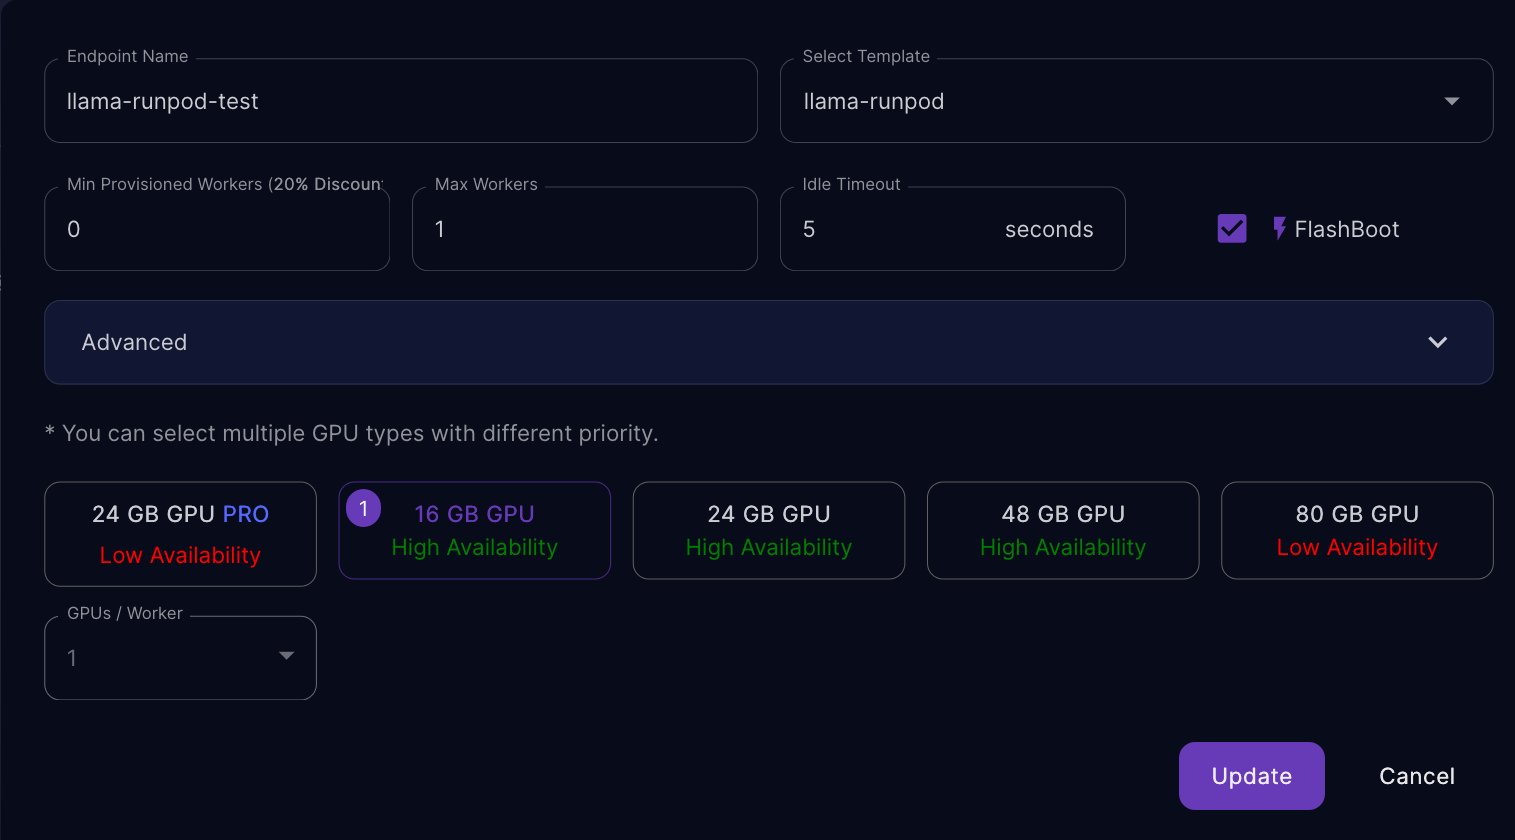 Endpoint Name
llama-runpod-test
Select Template
llama-runpod
Min Provisioned Workers (20% Discoun
0
Max Workers
1
Idle Timeout
5 seconds
FlashBoot
Advanced
* You can select multiple GPU types with different priority.
24 GB GPU PRO
Low Availability
1
16 GB GPU
High Availability
24 GB GPU
High Availability
48 GB GPU
High Availability
80 GB GPU
Low Availability
GPUs / Worker
1
Update
Cancel